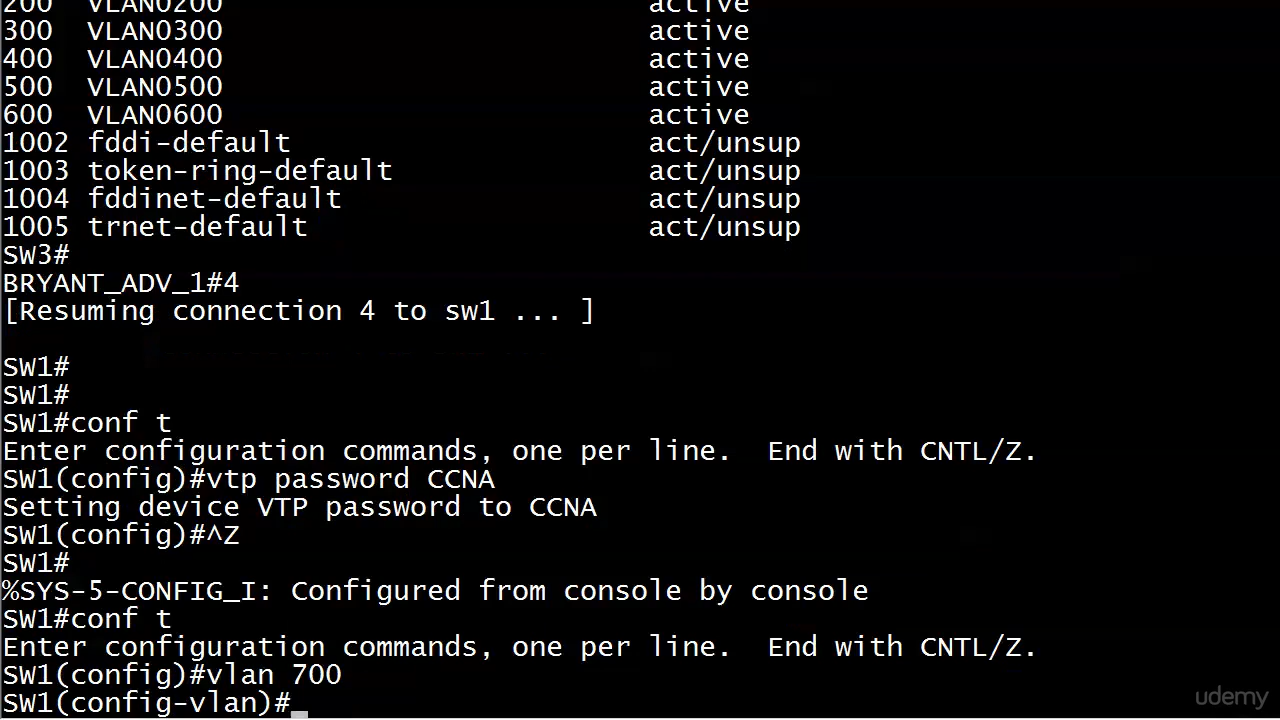 200  VLAN0200                         active
300  VLAN0300                         active
400  VLAN0400                         active
500  VLAN0500                         active
600  VLAN0600                         active
1002 fddi-default                     act/unsup
1003 token-ring-default               act/unsup
1004 fddinet-default                  act/unsup
1005 trnet-default                    act/unsup
SW3#
BRYANT_ADV_1#4
[Resuming connection 4 to sw1 ... ]
SW1#
SW1#
SW1#conf t
Enter configuration commands, one per line.  End with CNTL/Z.
SW1(config)#vtp password CCNA
Setting device VTP password to CCNA
SW1(config)#^Z
SW1#
%SYS-5-CONFIG_I: Configured from console by console
SW1#conf t
Enter configuration commands, one per line.  End with CNTL/Z.
SW1(config)#vlan 700
SW1(config-vlan)#
udemy